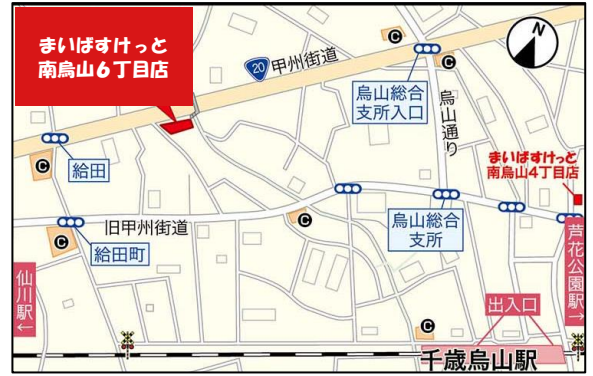 まいばすけっと
南烏山6丁目店
N
20
甲州街道
C
C
烏山総合
支所入口
烏山通り
C
給田
まいばすけっと
南烏山4丁目店
旧甲州街道
C
C
烏山総合
支所
給田町
仙川駅←
芦花公園駅→
出入口
C
千歳烏山駅